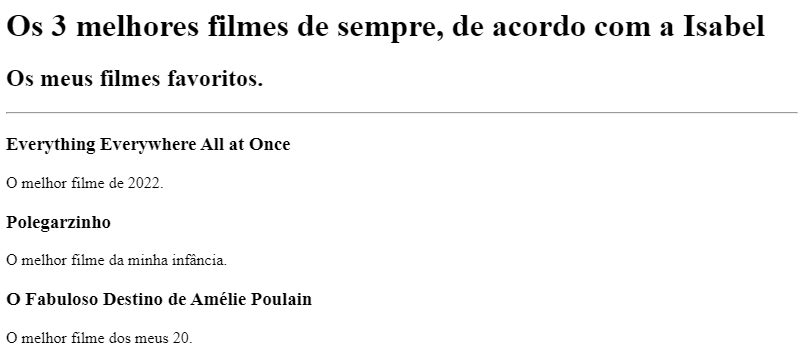 Os 3 melhores filmes de sempre, de acordo com a Isabel
Os meus filmes favoritos.
Everything Everywhere All at Once
O melhor filme de 2022.
Polegarzinho
O melhor filme da minha infância.
O Fabuloso Destino de Amélie Poulain
O melhor filme dos meus 20.